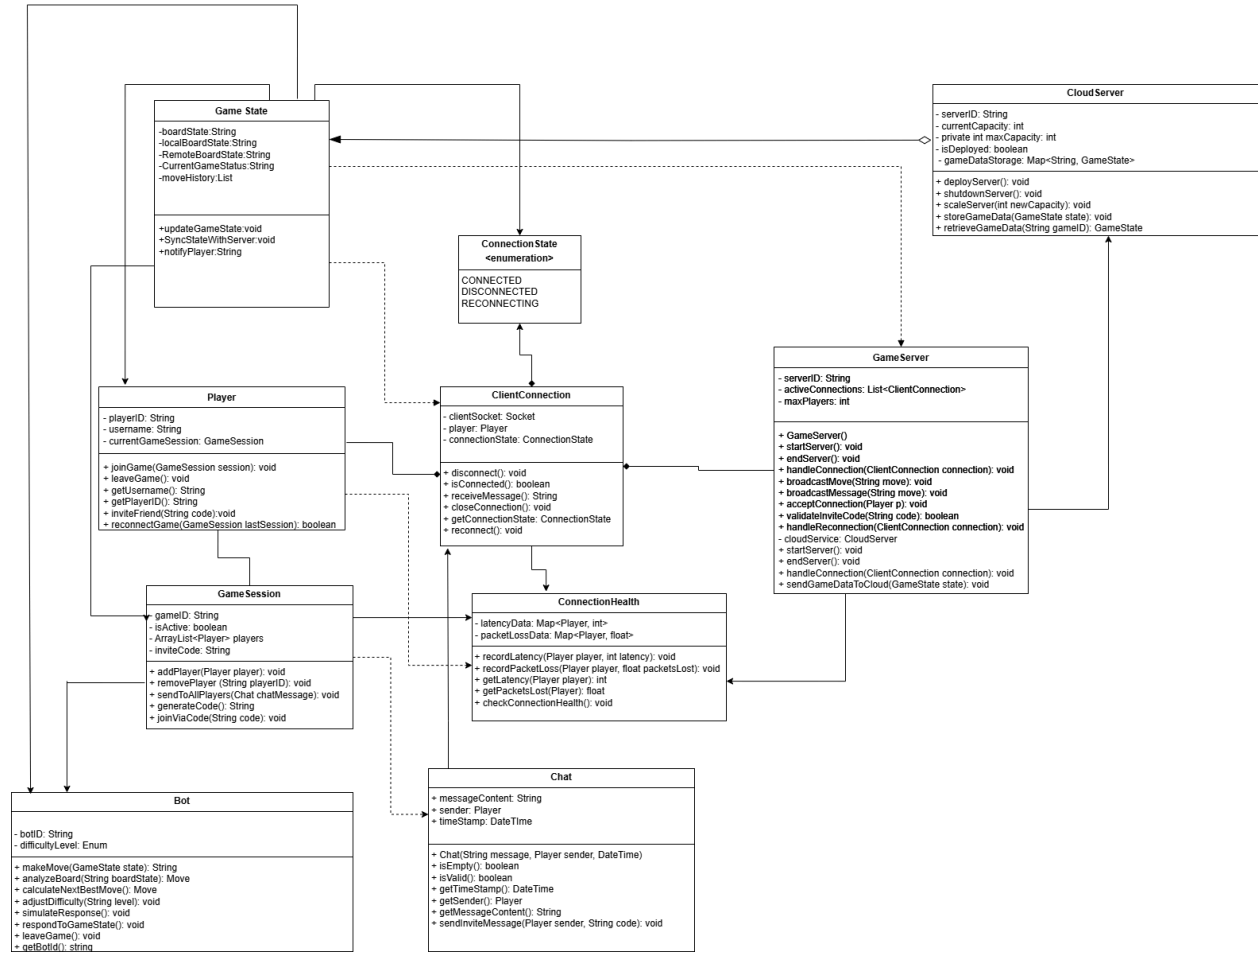 Game State
-boardState:String
-localBoardState:String
-RemoteBoardState:String
-CurrentGameStatus:String
-moveHistory:List
+updateGameState:void
+SyncStateWithServer:void
+notifyPlayer:String
CloudServer
- serverID: String
- currentCapacity: int
- private int maxCapacity: int
- isDeployed: boolean
- gameDataStorage: Map<String, GameState>
+ deployServer(): void
+ shutdownServer(): void
+ scaleServer(int newCapacity): void
+ storeGameData(GameState state): void
+ retrieveGameData(String gameID): GameState
ConnectionState
<enumeration>
CONNECTED
DISCONNECTED
RECONNECTING
GameServer
- serverID: String
- activeConnections: List<ClientConnection>
- maxPlayers: int
+ GameServer()
+ startServer(): void
+ endServer(): void
+ handleConnection(ClientConnection connection): void
+ broadcastMove(String move): void
+ broadcastMessage(String move): void
+ acceptConnection(Player p): void
+ validateInviteCode(String code): boolean
+ handleReconnection(ClientConnection connection): void
- cloudService: CloudServer
+ startServer(): void
+ endServer(): void
+ handleConnection(ClientConnection connection): void
+ sendGameDataToCloud(GameState state): void
Player
- playerID: String
- username: String
- currentGameSession: GameSession
+ joinGame(GameSession session): void
+ leaveGame(): void
+ getUsername(): String
+ getPlayerID(): String
+ inviteFriend(String code):void
+ reconnectGame(GameSession lastSession): boolean
ClientConnection
- clientSocket: Socket
- player: Player
- connectionState: ConnectionState
+ disconnect(): void
+ isConnected(): boolean
+ receiveMessage(): String
+ closeConnection(): void
+ getConnectionState: ConnectionState
+ reconnect(): void
GameSession
- gameID: String
- isActive: boolean
- ArrayList<Player> players
- inviteCode: String
+ addPlayer(Player player): void
+ removePlayer (String playerID): void
+ sendToAllPlayers(Chat chatMessage): void
+ generateCode(): String
+ joinViaCode(String code): void
ConnectionHealth
- latencyData: Map<Player, int>
- packetLossData: Map<Player, float>
+ recordLatency(Player player, int latency): void
+ recordPacketLoss(Player player, float packetsLost): void
+ getLatency(Player player): int
+ getPacketsLost(Player): float
+ checkConnectionHealth(): void
Bot
- botID: String
- difficultyLevel: Enum
+ makeMove(GameState state): String
+ analyzeBoard(String boardState): Move
+ calculateNextBestMove(): Move
+ adjustDifficulty(String level): void
+ simulateResponse(): void
+ respondToGameState(): void
+ leaveGame(): void
+ getBotId(): string
Chat
+ messageContent: String
+ sender: Player
+ timeStamp: DateTIme
+ Chat(String message, Player sender, DateTime)
+ isEmpty(): boolean
+ isValid(): boolean
+ getTimeStamp(): DateTime
+ getSender(): Player
+ getMessageContent(): String
+ sendInviteMessage(Player sender, String code): void